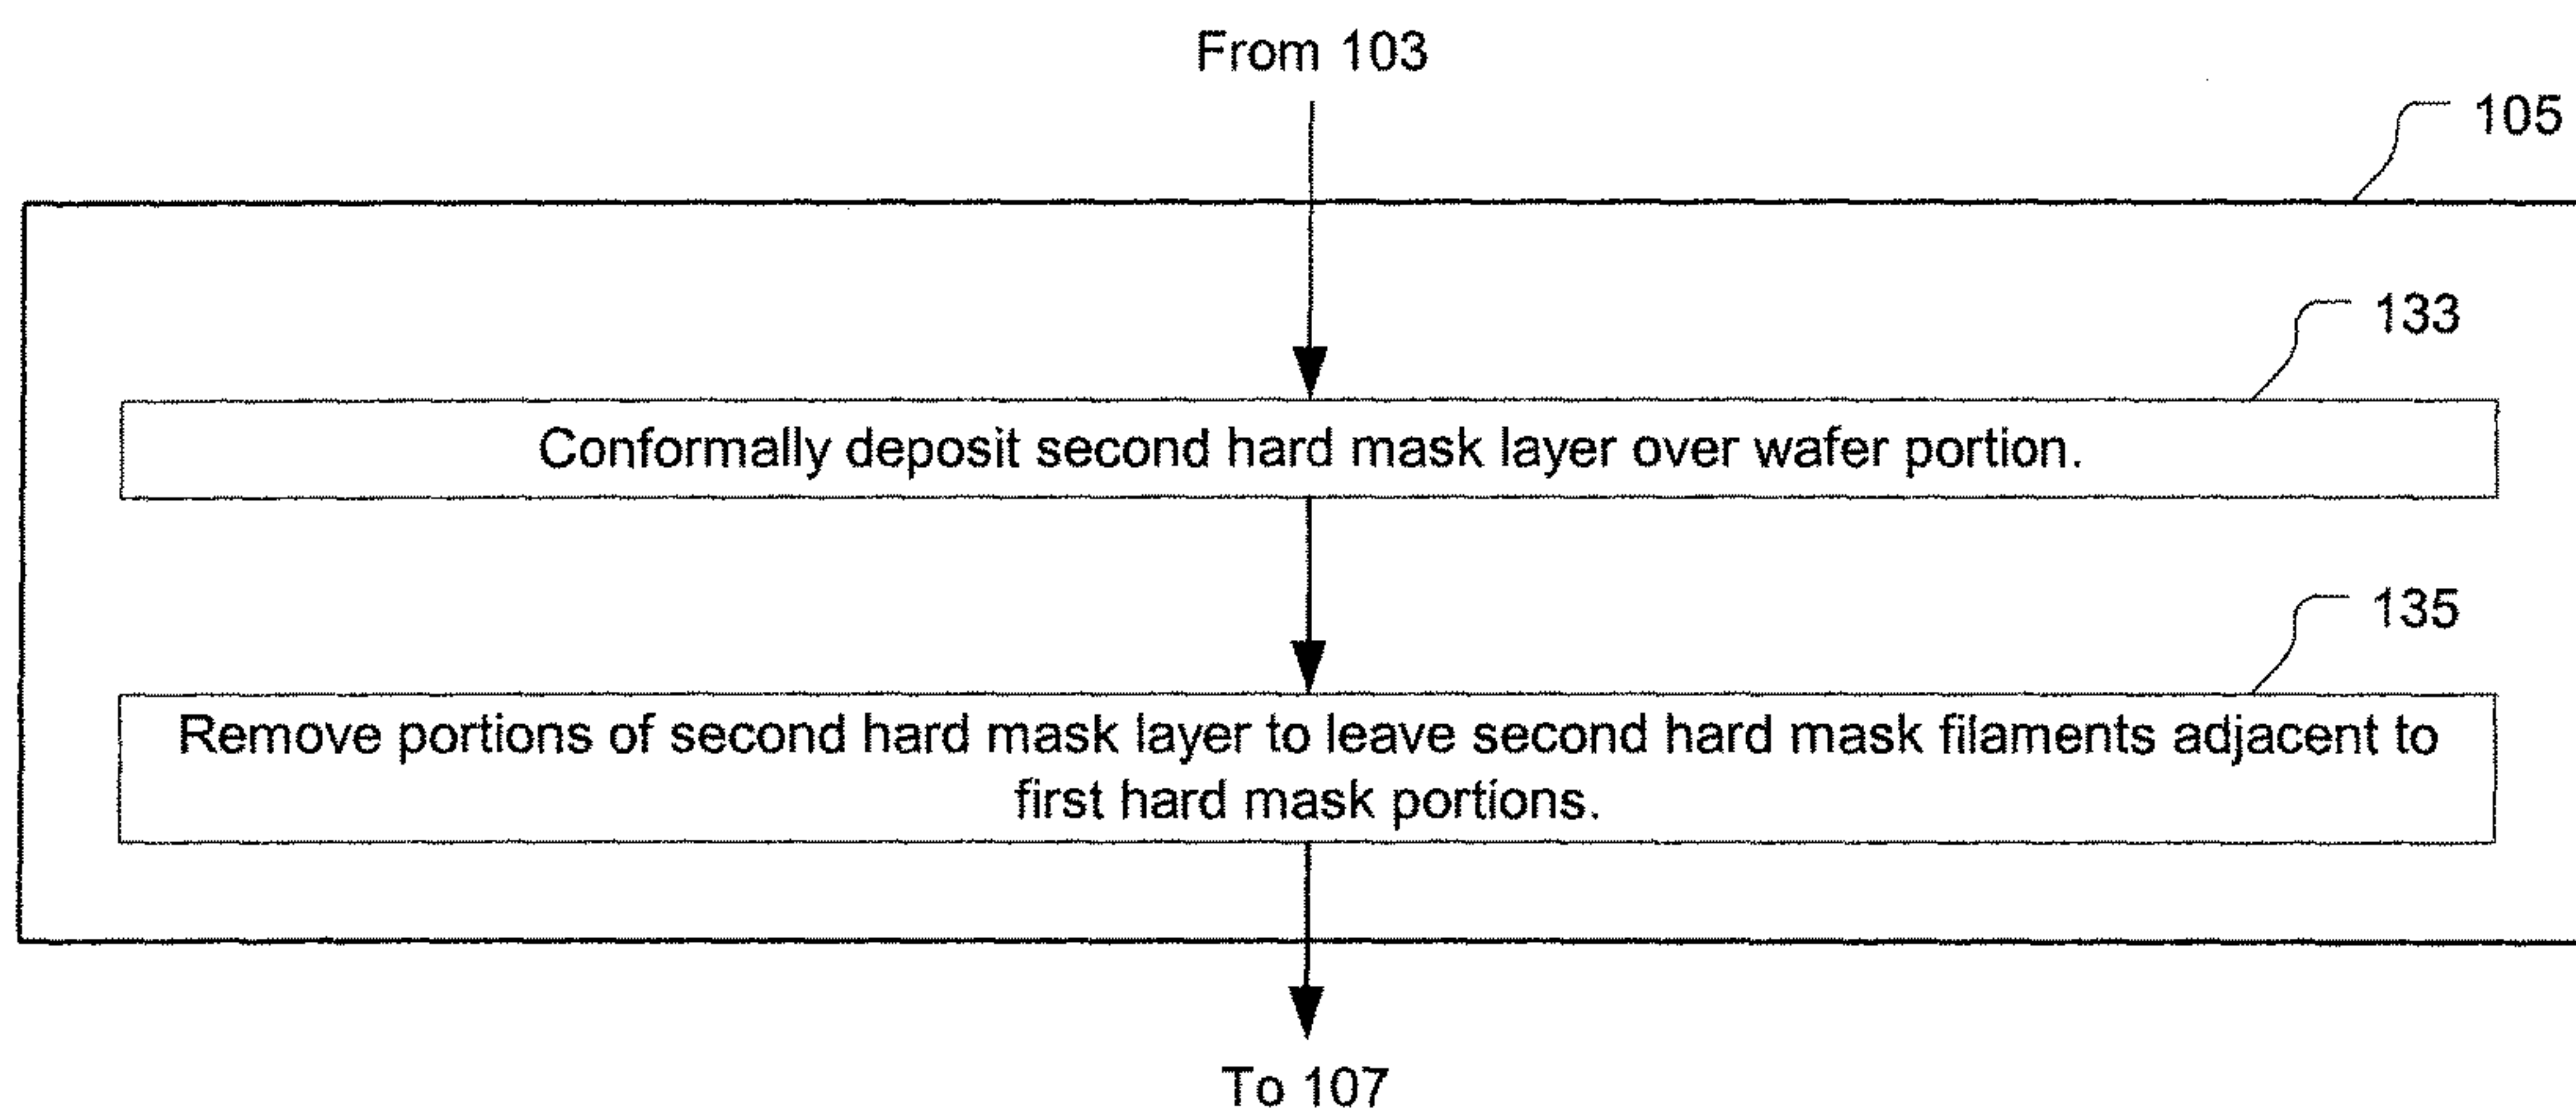 From 103
105
133
Conformally deposit second hard mask layer over wafer portion.
135
Remove portions of second hard mask layer to leave second hard mask filaments adjacent to
first hard mask portions.
To 107